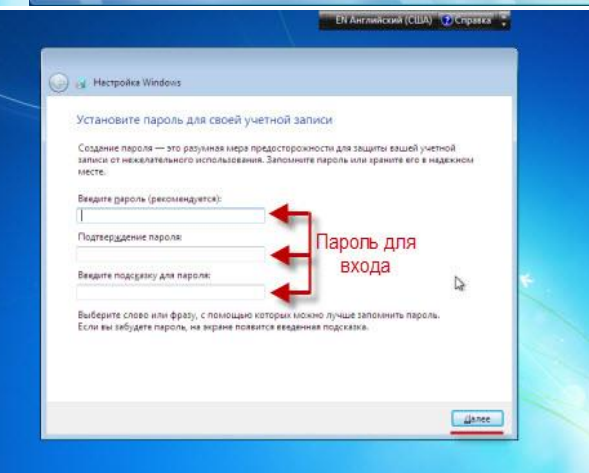 EN Английский (США) Справка
Настройка Windows
Установите пароль для своей учетной записи
Создание пароля — это разумная мера предосторожности для защиты вашей учетной
записи от нежелательного использования. Запомните пароль или храните его в надежном
месте.
Введите пароль (рекомендуется):
Подтверждение пароля:
Пароль для
входа
Введите подсказку для пароля:
Выберите слово или фразу, с помощью которых можно лучше запомнить пароль.
Если вы забудете пароль, на экране появится введенная подсказка.
Далее